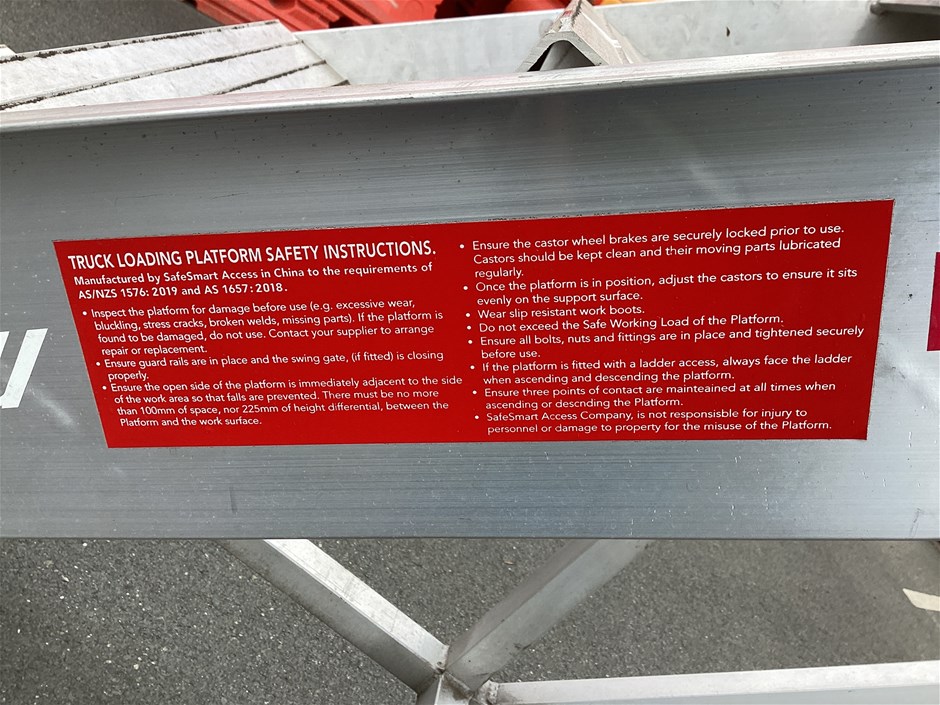 TRUCK LOADING PLATFORM SAFETY INSTRUCTIONS.
Manufactured by SafeSmart Access in China to the requirements of
AS/NZS 1576: 2019 and AS 1657: 2018.
• Inspect the platform for damage before use (e.g. excessive wear,
bluckling, stress cracks, broken welds, missing parts). If the platform is
found to be damaged, do not use. Contact your supplier to arrange
repair or replacement.
• Ensure guard rails are in place and the swing gate, (if fitted) is closing
properly.
• Ensure the open side of the platform is immediately adjacent to the side
of the work area so that falls are prevented. There must be no more
than 100mm of space, nor 225mm of height differential, between the
Platform and the work surface.
• Ensure the castor wheel brakes are securely locked prior to use.
Castors should be kept clean and their moving parts lubricated
regularly.
• Once the platform is in position, adjust the castors to ensure it sits
evenly on the support surface.
• Wear slip resistant work boots.
• Do not exceed the Safe Working Load of the Platform.
• Ensure all bolts, nuts and fittings are in place and tightened securely
before use.
• If the platform is fitted with a ladder access, always face the ladder
when ascending and descending the platform.
• Ensure three points of contact are mainteained at all times when
ascending or descnding the Platform.
• SafeSmart Access Company, is not responsisble for injury to
personnel or damage to property for the misuse of the Platform.